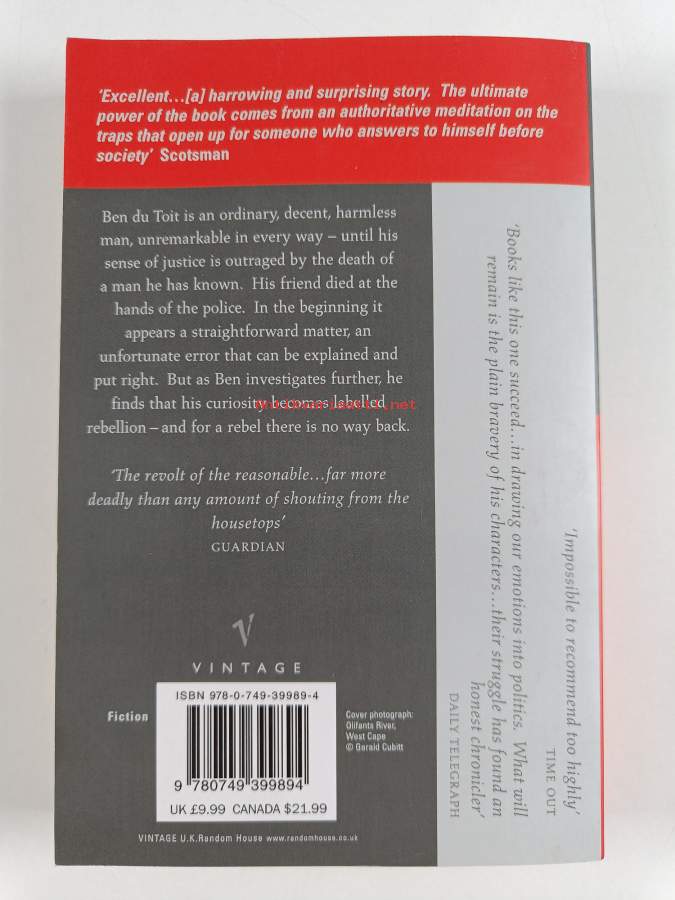 'Excellent...[a] harrowing and surprising story. The ultimate
power of the book comes from an authoritative meditation on the
traps that open up for someone who answers to himself before
society' Scotsman
Ben du Toit is an ordinary, decent, harmless
man, unremarkable in every way – until his
sense of justice is outraged by the death of
a man he has known. His friend died at the
hands of the police. In the beginning it
appears a straightforward matter, an
unfortunate error that can be explained and
put right. But as Ben investigates further, he
finds that his curiosity becomes labelled
rebellion – and for a rebel there is no way back.
'The revolt of the reasonable...far more
deadly than any amount of shouting from the
housetops'
GUARDIAN
'Books like this one succeed...in drawing our emotions into politics. What will
remain is the plain bravery of his characters...their struggle has found an
honest chronicler'
DAILY TELEGRAPH
'Impossible to recommend too highly'
TIME OUT
V
VINTAGE
Fiction
ISBN 978-0-749-39989-4
9 780749 399894
UK £9.99 CANADA $21.99
Cover photograph:
Olifants River,
West Cape
© Gerald Cubitt
VINTAGE U.K.Random House www.randomhouse.co.uk